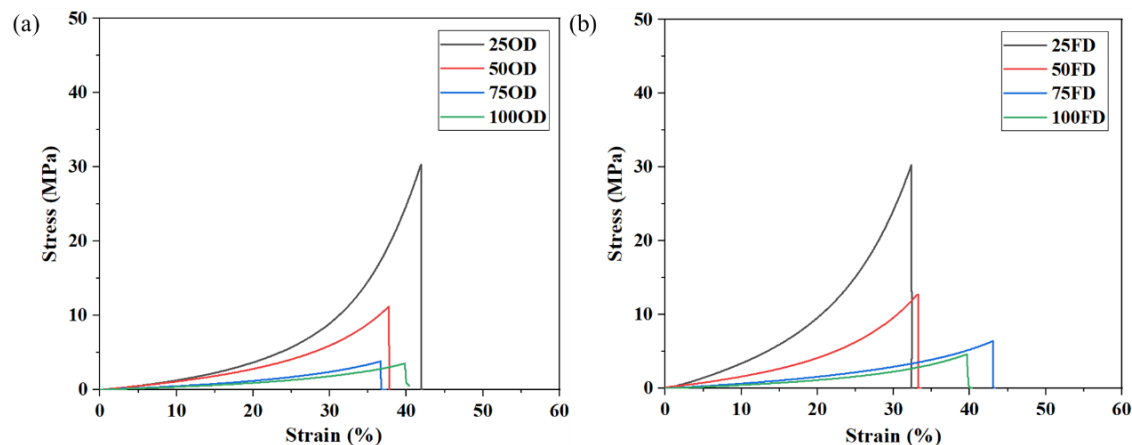 (a)
50
40
30
20
10
0
Stress (MPa)
25OD
50OD
75OD
100OD
0 10 20 30 40 50 60
Strain (%)
(b)
50
40
30
20
10
0
Stress (MPa)
25FD
50FD
75FD
100FD
0 10 20 30 40 50 60
Strain (%)